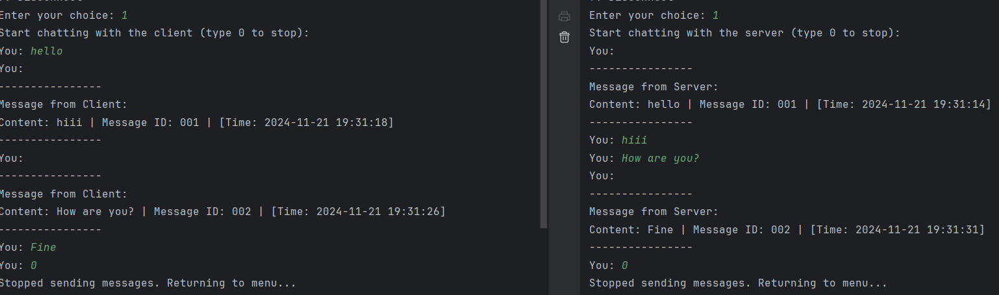 Enter your choice: 1
Start chatting with the client (type 0 to stop):
You: hello
You:
----------------
Message from Client:
Content: hiii | Message ID: 001 | [Time: 2024-11-21 19:31:18]
----------------
You:
----------------
Message from Client:
Content: How are you? | Message ID: 002 | [Time: 2024-11-21 19:31:26]
----------------
You: Fine
You: 0
Stopped sending messages. Returning to menu...
Enter your choice: 1
Start chatting with the server (type 0 to stop):
You:
----------------
Message from Server:
Content: hello | Message ID: 001 | [Time: 2024-11-21 19:31:14]
----------------
You: hiii
You: How are you?
You:
----------------
Message from Server:
Content: Fine | Message ID: 002 | [Time: 2024-11-21 19:31:31]
----------------
You: 0
Stopped sending messages. Returning to menu...